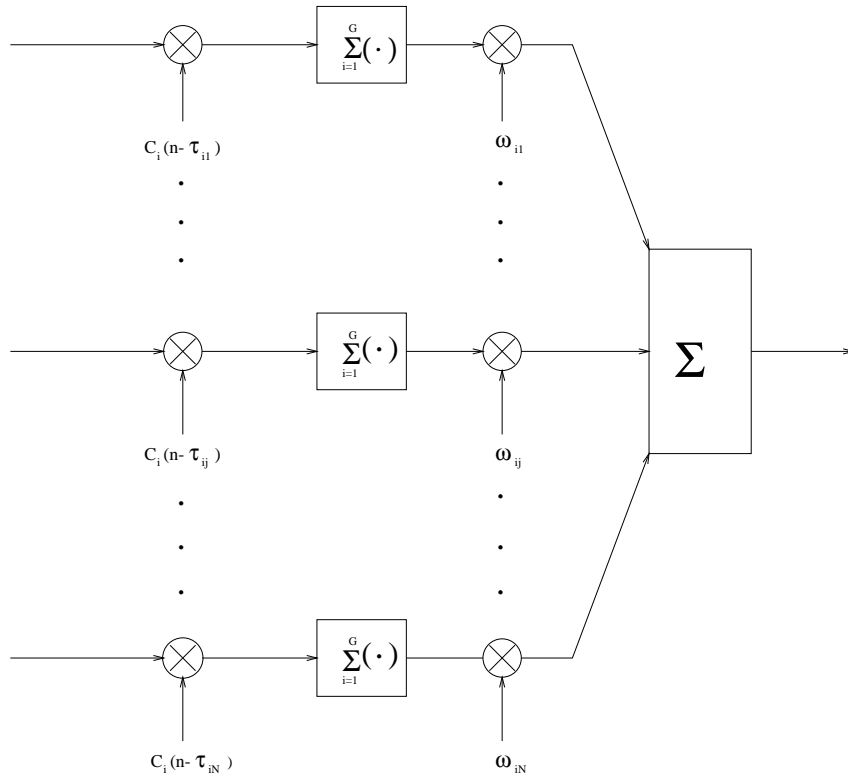 G
Σ(·)
i=1
C_i(n-τ_i1)
ω_i1
G
Σ(·)
i=1
Σ
C_i(n-τ_ij)
ω_ij
G
Σ(·)
i=1
C_i(n-τ_iN)
ω_iN